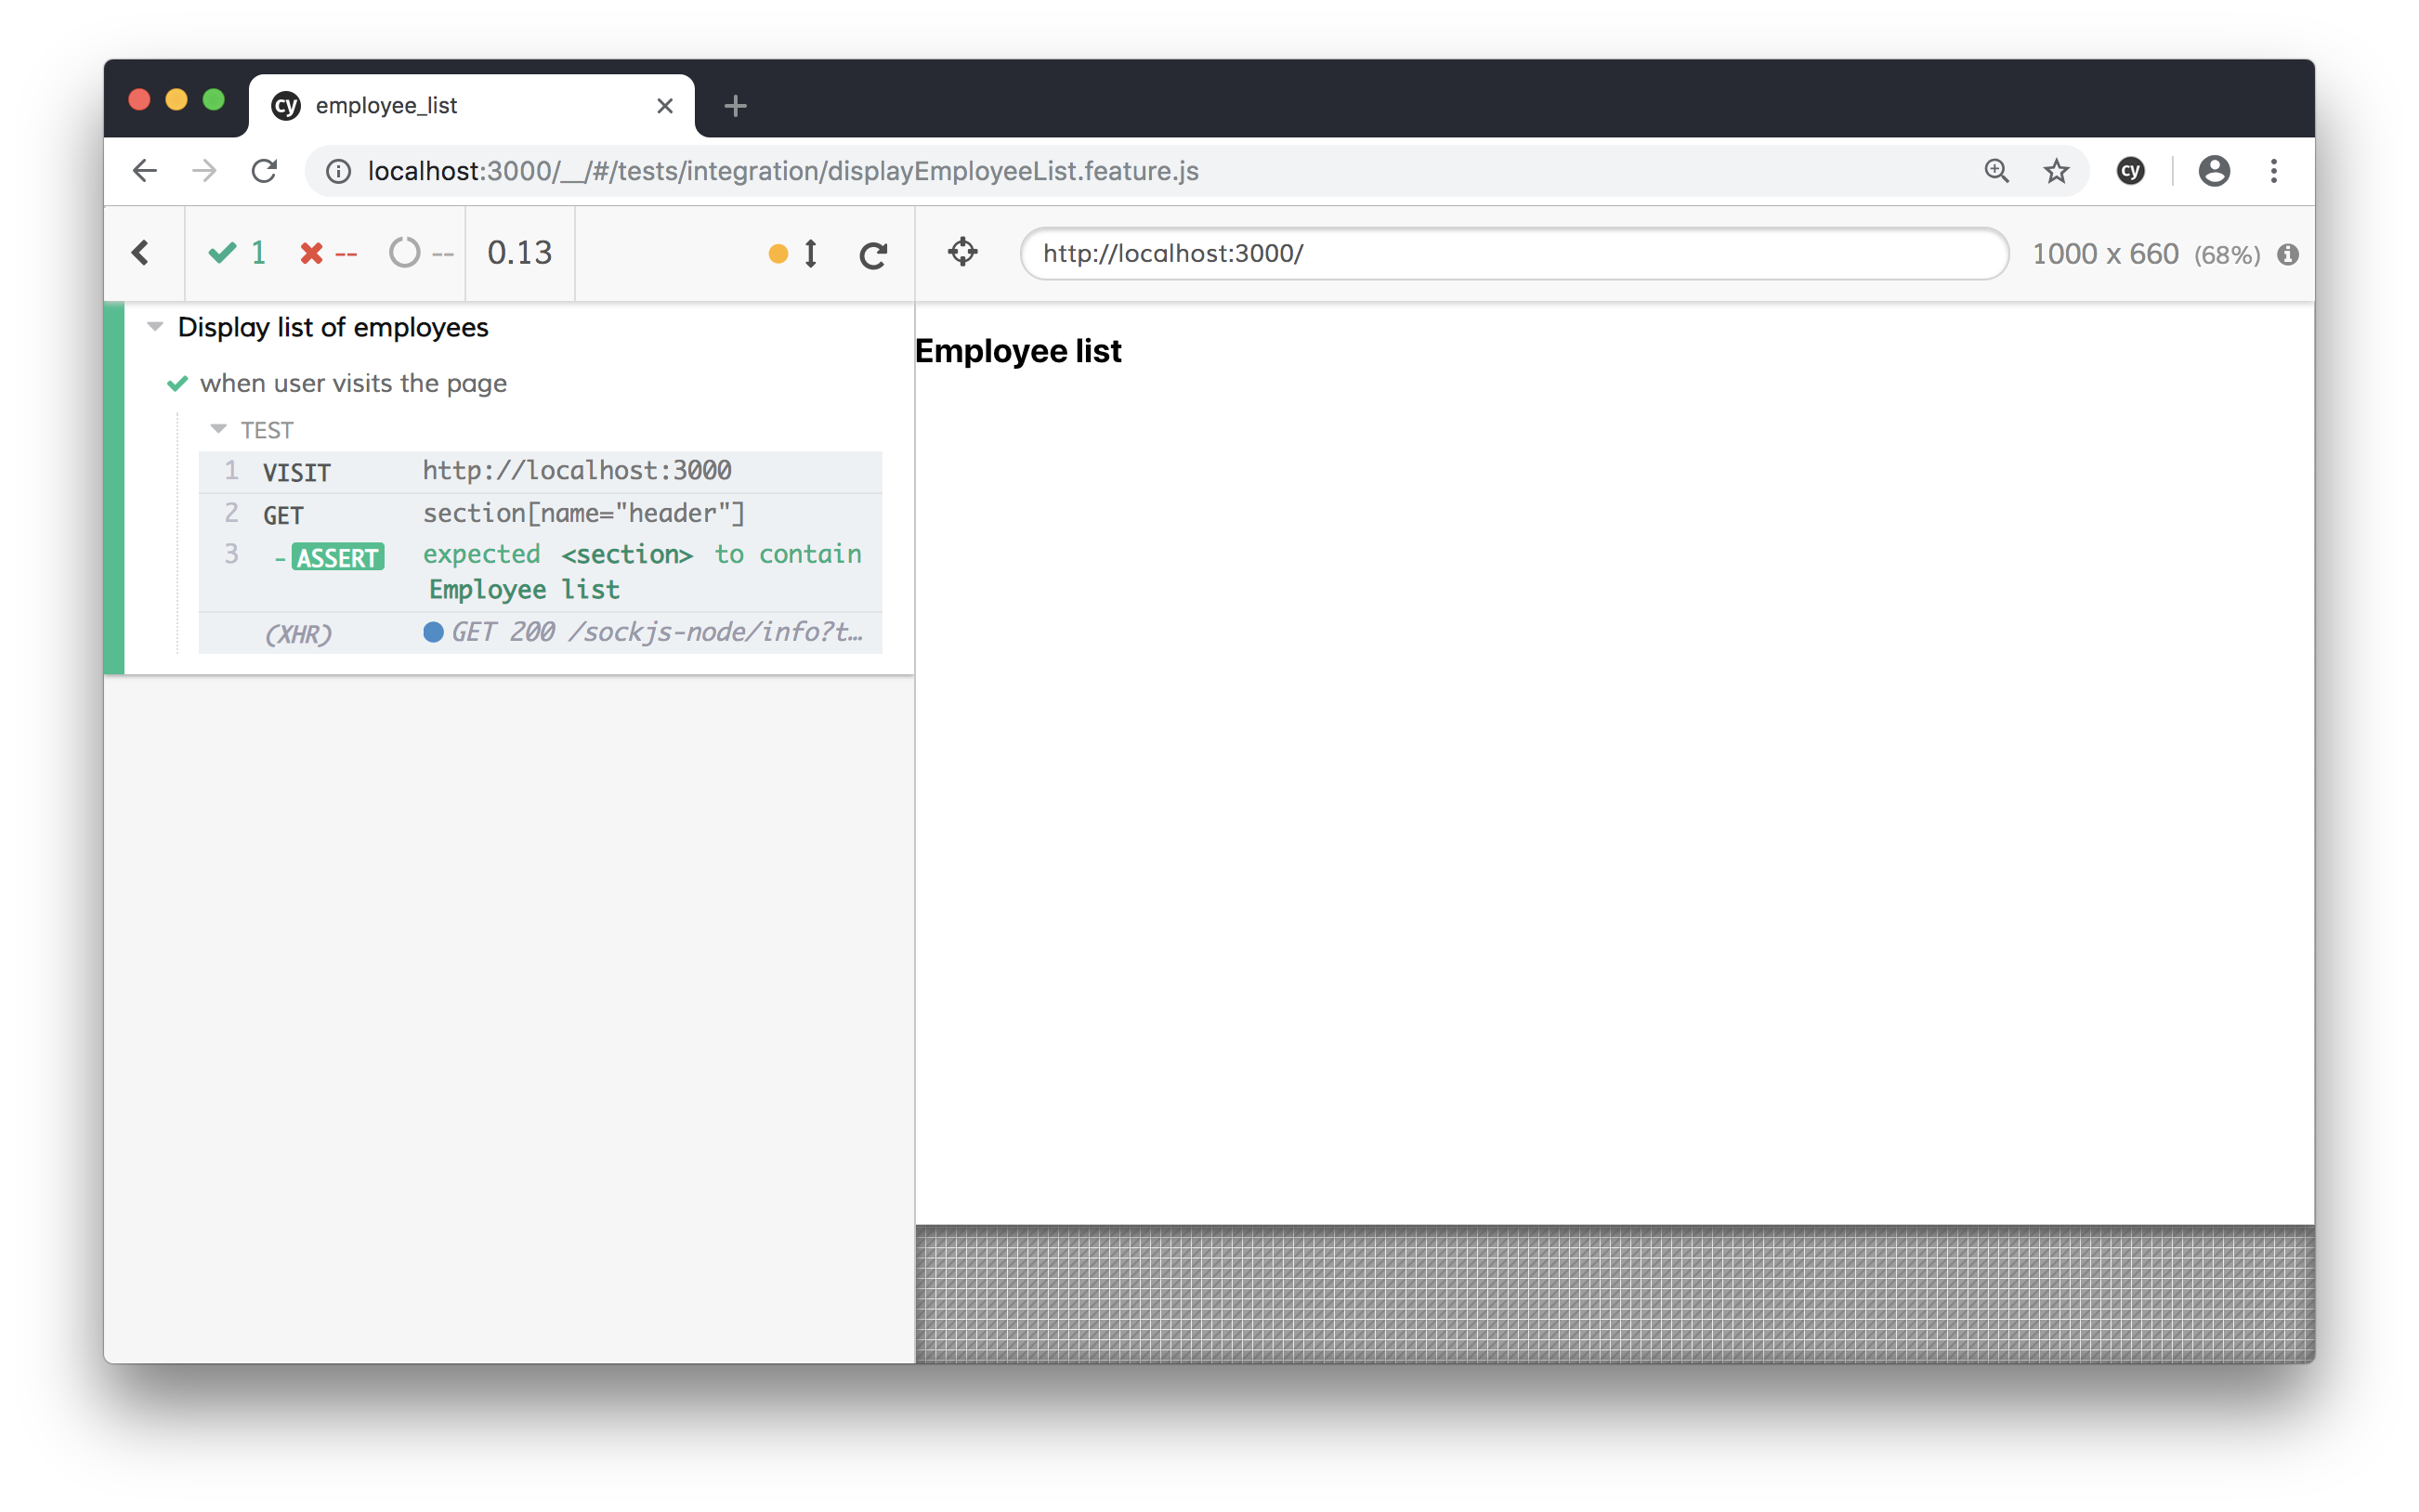 cy employee_list
localhost:3000/__/#/tests/integration/displayEmployeeList.feature.js
cy
1 -- -- 0.13
http://localhost:3000/
1000 x 660 (68%)
Display list of employees
when user visits the page
TEST
1 VISIT http://localhost:3000
2 GET section[name="header"]
3 -ASSERT expected <section> to contain
Employee list
(XHR) GET 200 /sockjs-node/info?t…
Employee list